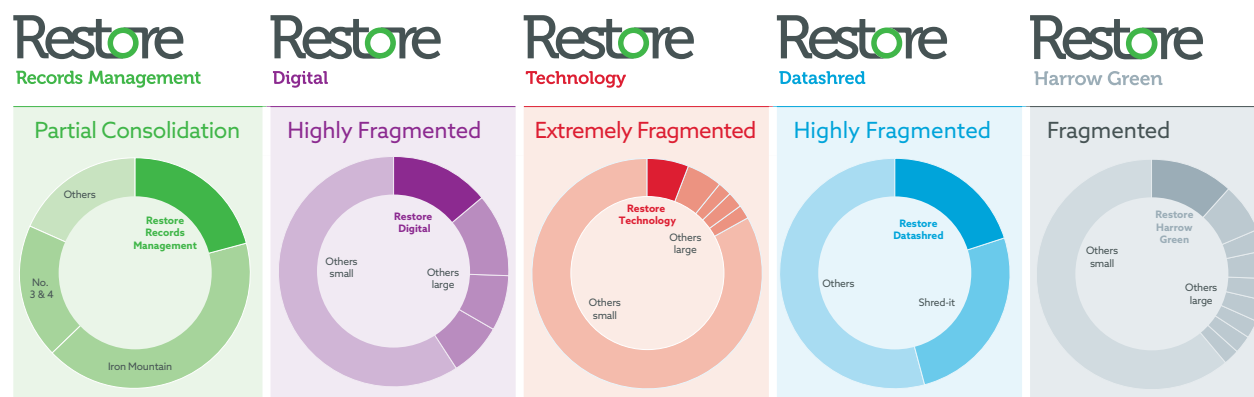 Restore
Records Management
Partial Consolidation
Others
Restore
Records
Management
No.
3 & 4
Iron Mountain
Restore
Digital
Highly Fragmented
Restore
Digital
Others
small
Others
large
Restore
Technology
Extremely Fragmented
Restore
Technology
Others
large
Others
small
Restore
Datashred
Highly Fragmented
Restore
Datashred
Others
Shred-it
Restore
Harrow Green
Fragmented
Restore
Harrow
Green
Others
small
Others
large